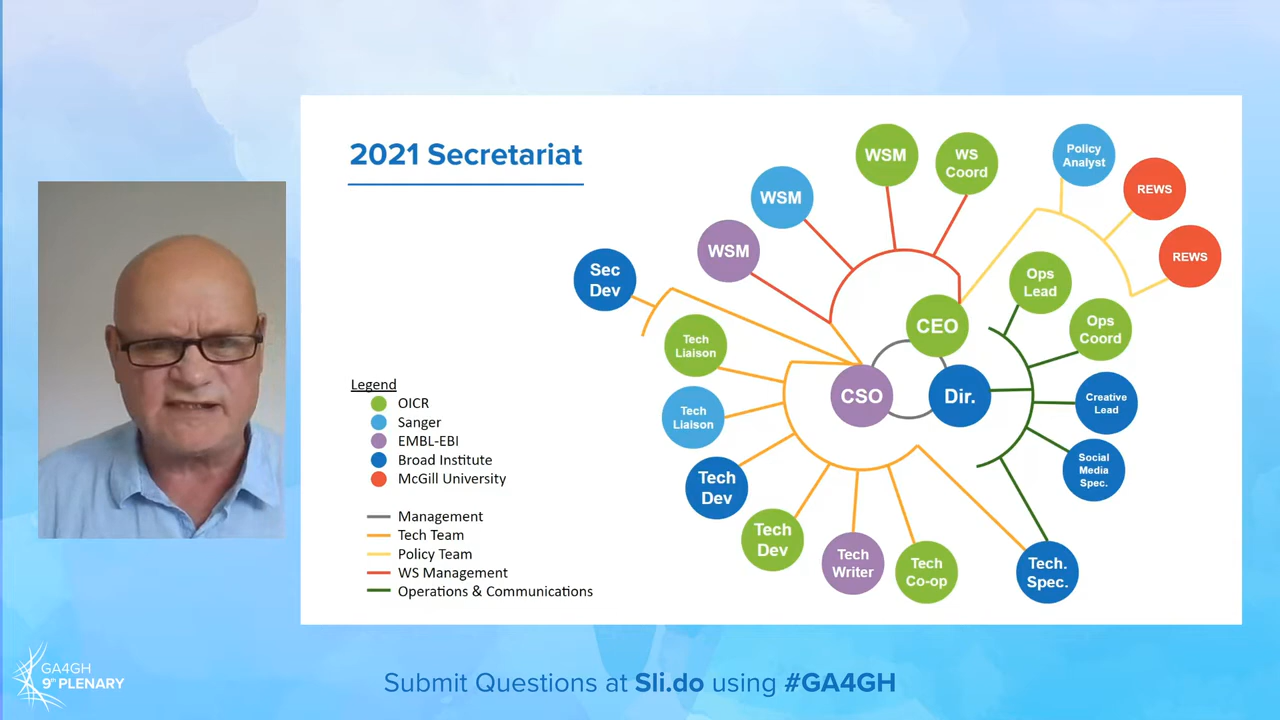 2021 Secretariat
WSM
WS
Coord
Policy
Analyst
REWS
WSM
WSM
REWS
Sec
Dev
Ops
Lead
CEO
Ops
Coord
Tech
Liaison
CSO
Dir.
Creative
Lead
Tech
Liaison
Social
Media
Spec.
Tech
Dev
Tech
Dev
Tech
Writer
Tech
Co-op
Tech.
Spec.
Legend
OICR
Sanger
EMBL-EBI
Broad Institute
McGill University
Management
Tech Team
Policy Team
WS Management
Operations & Communications
GA4GH
9th PLENARY
Submit Questions at Sli.do using #GA4GH